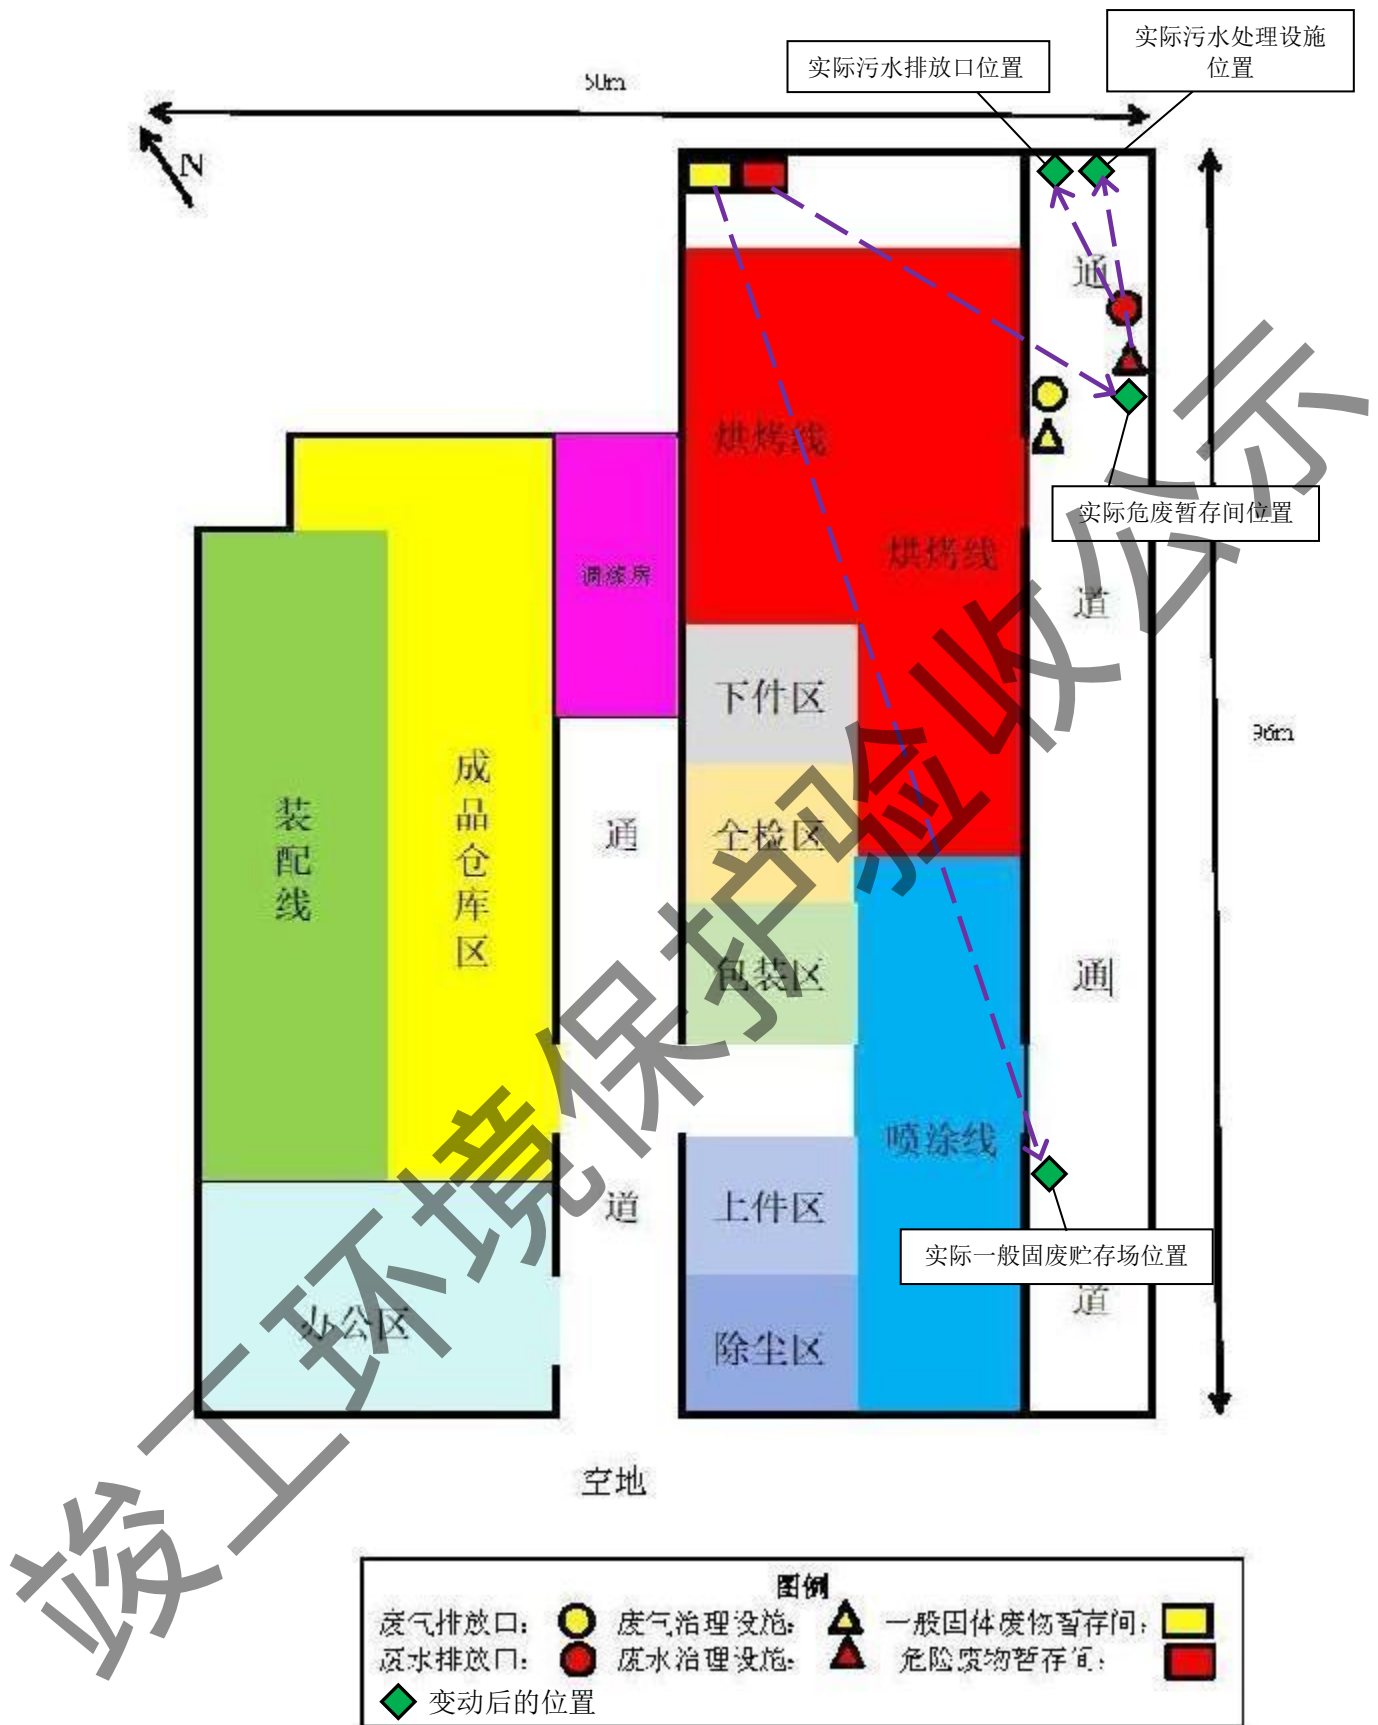 实际污水处理设施
位置
实际污水排放口位置
50m
N
通
烘烤线
实际危废暂存间位置
烘烤线
调漆房
道
下件区
96m
成品仓库区
装配线
通
全检区
包装区
通
喷涂线
上件区
道
实际一般固废贮存场位置
道
办公区
除尘区
空地
图例
废气排放口： 废气治理设施： 一般固体废物暂存间：
废水排放口： 废水治理设施： 危险废物暂存间：
变动后的位置
竣工环境保护验收公示